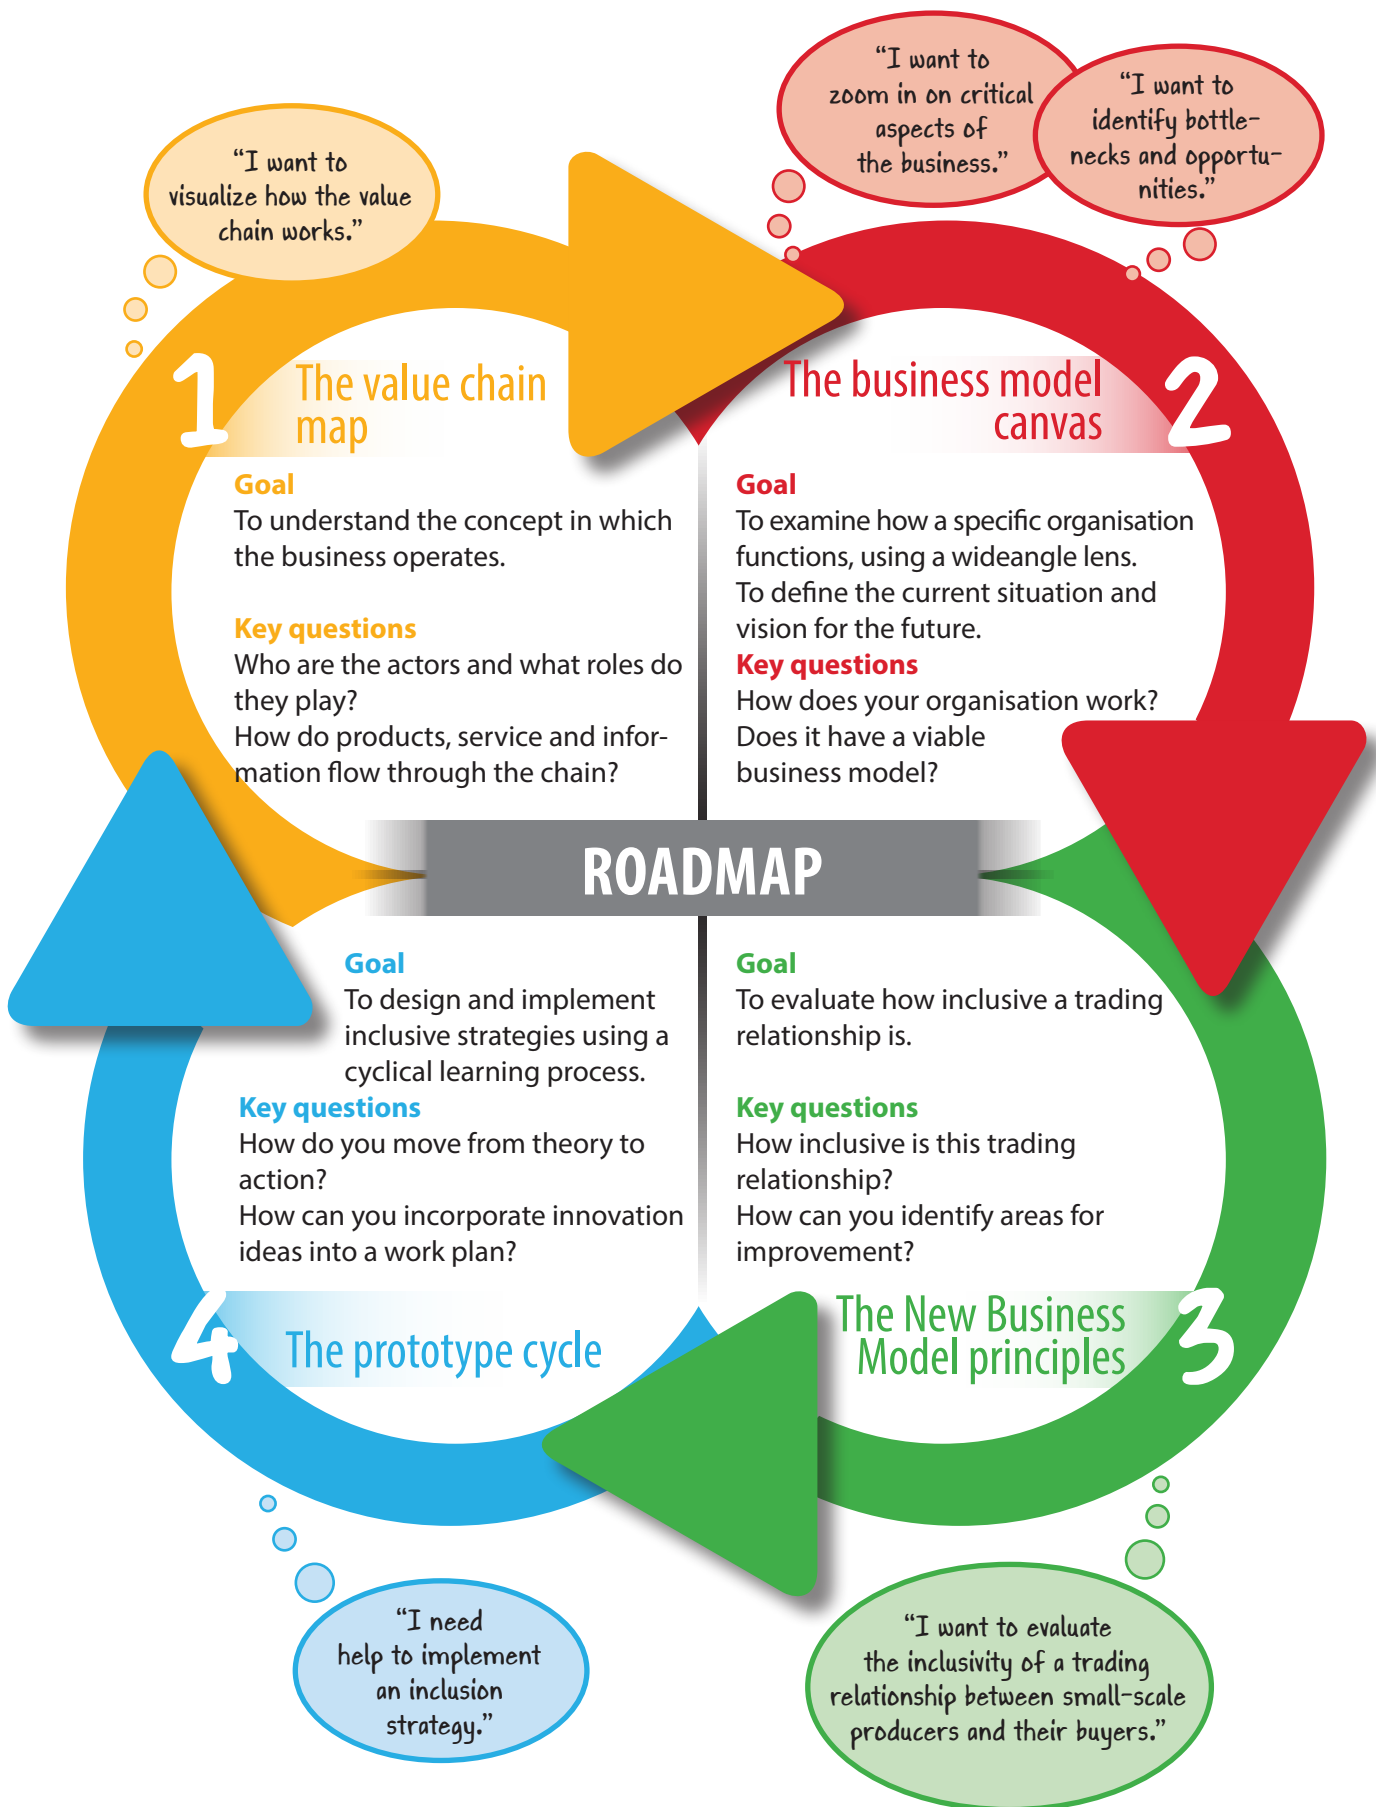 “I want to
visualize how the value
chain works.”
“I want to
zoom in on critical
aspects of
the business.”
“I want to
identify bottle-
necks and opportu-
nities.”
1
The value chain
map
Goal
To understand the concept in which
the business operates.
Key questions
Who are the actors and what roles do
they play?
How do products, service and infor-
mation flow through the chain?
2
The business model
canvas
Goal
To examine how a specific organisation
functions, using a wideangle lens.
To define the current situation and
vision for the future.
Key questions
How does your organisation work?
Does it have a viable
business model?
ROADMAP
Goal
To design and implement
inclusive strategies using a
cyclical learning process.
Key questions
How do you move from theory to
action?
How can you incorporate innovation
ideas into a work plan?
4
The prototype cycle
Goal
To evaluate how inclusive a trading
relationship is.
Key questions
How inclusive is this trading
relationship?
How can you identify areas for
improvement?
The New Business
Model principles
3
“I need
help to implement
an inclusion
strategy.”
“I want to evaluate
the inclusivity of a trading
relationship between small-scale
producers and their buyers.”